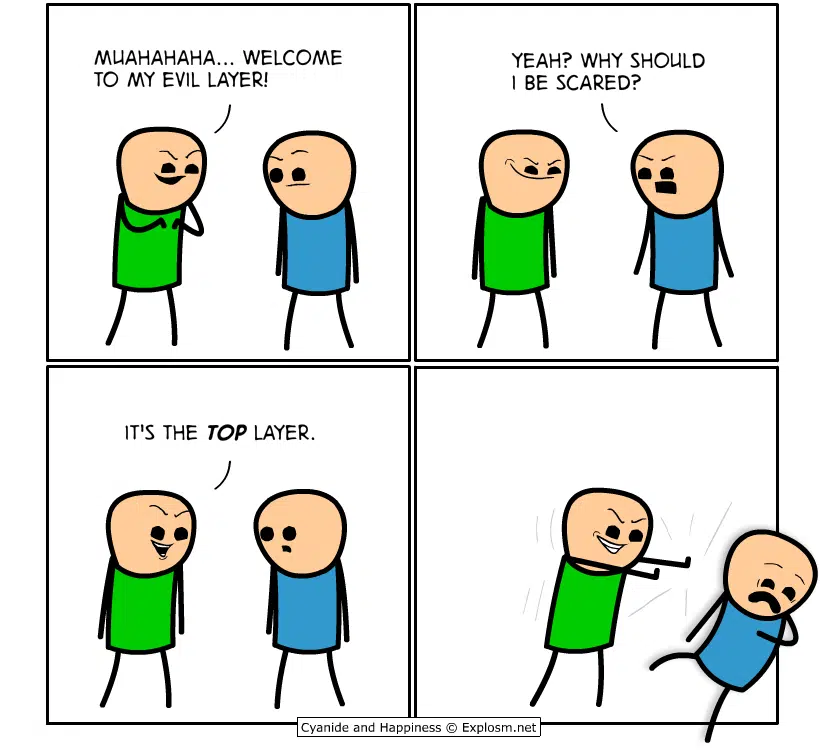 MUAHAHAHA... WELCOME
TO MY EVIL LAYER!
YEAH? WHY SHOULD
I BE SCARED?
IT'S THE TOP LAYER.
Cyanide and Happiness © Explosm.net